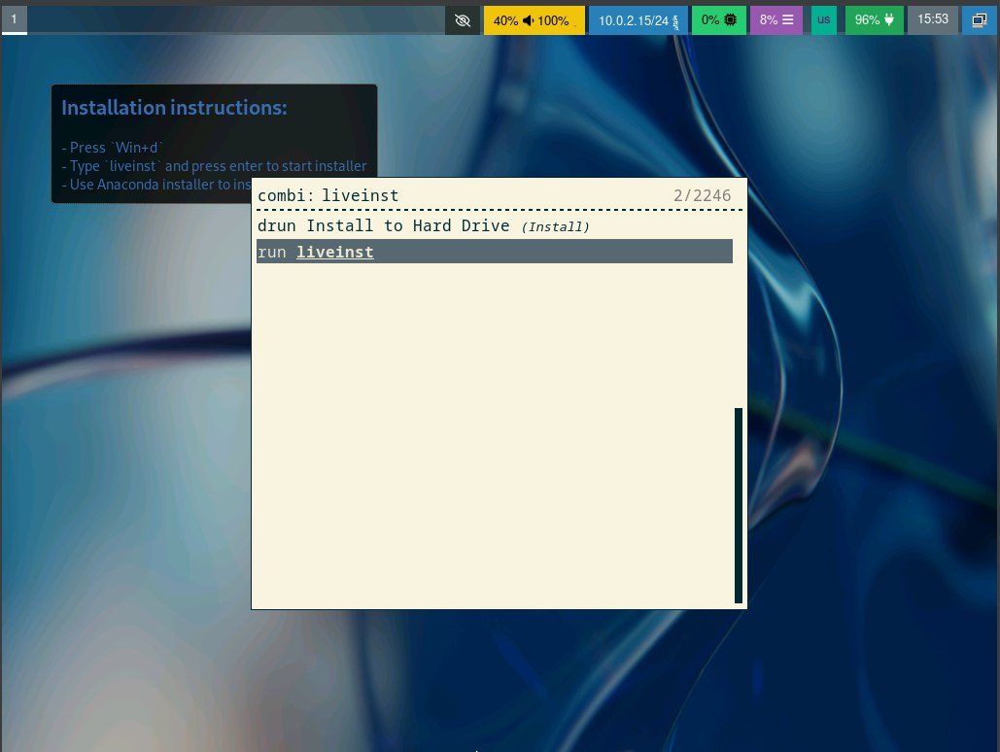 1
40% 100%
10.0.2.15/24
0%
8%
us
96%
15:53
Installation instructions:
- Press `Win+d`
- Type `liveinst` and press enter to start installer
- Use Anaconda installer to
combi: liveinst 2/2246
drun Install to Hard Drive (Install)
run liveinst